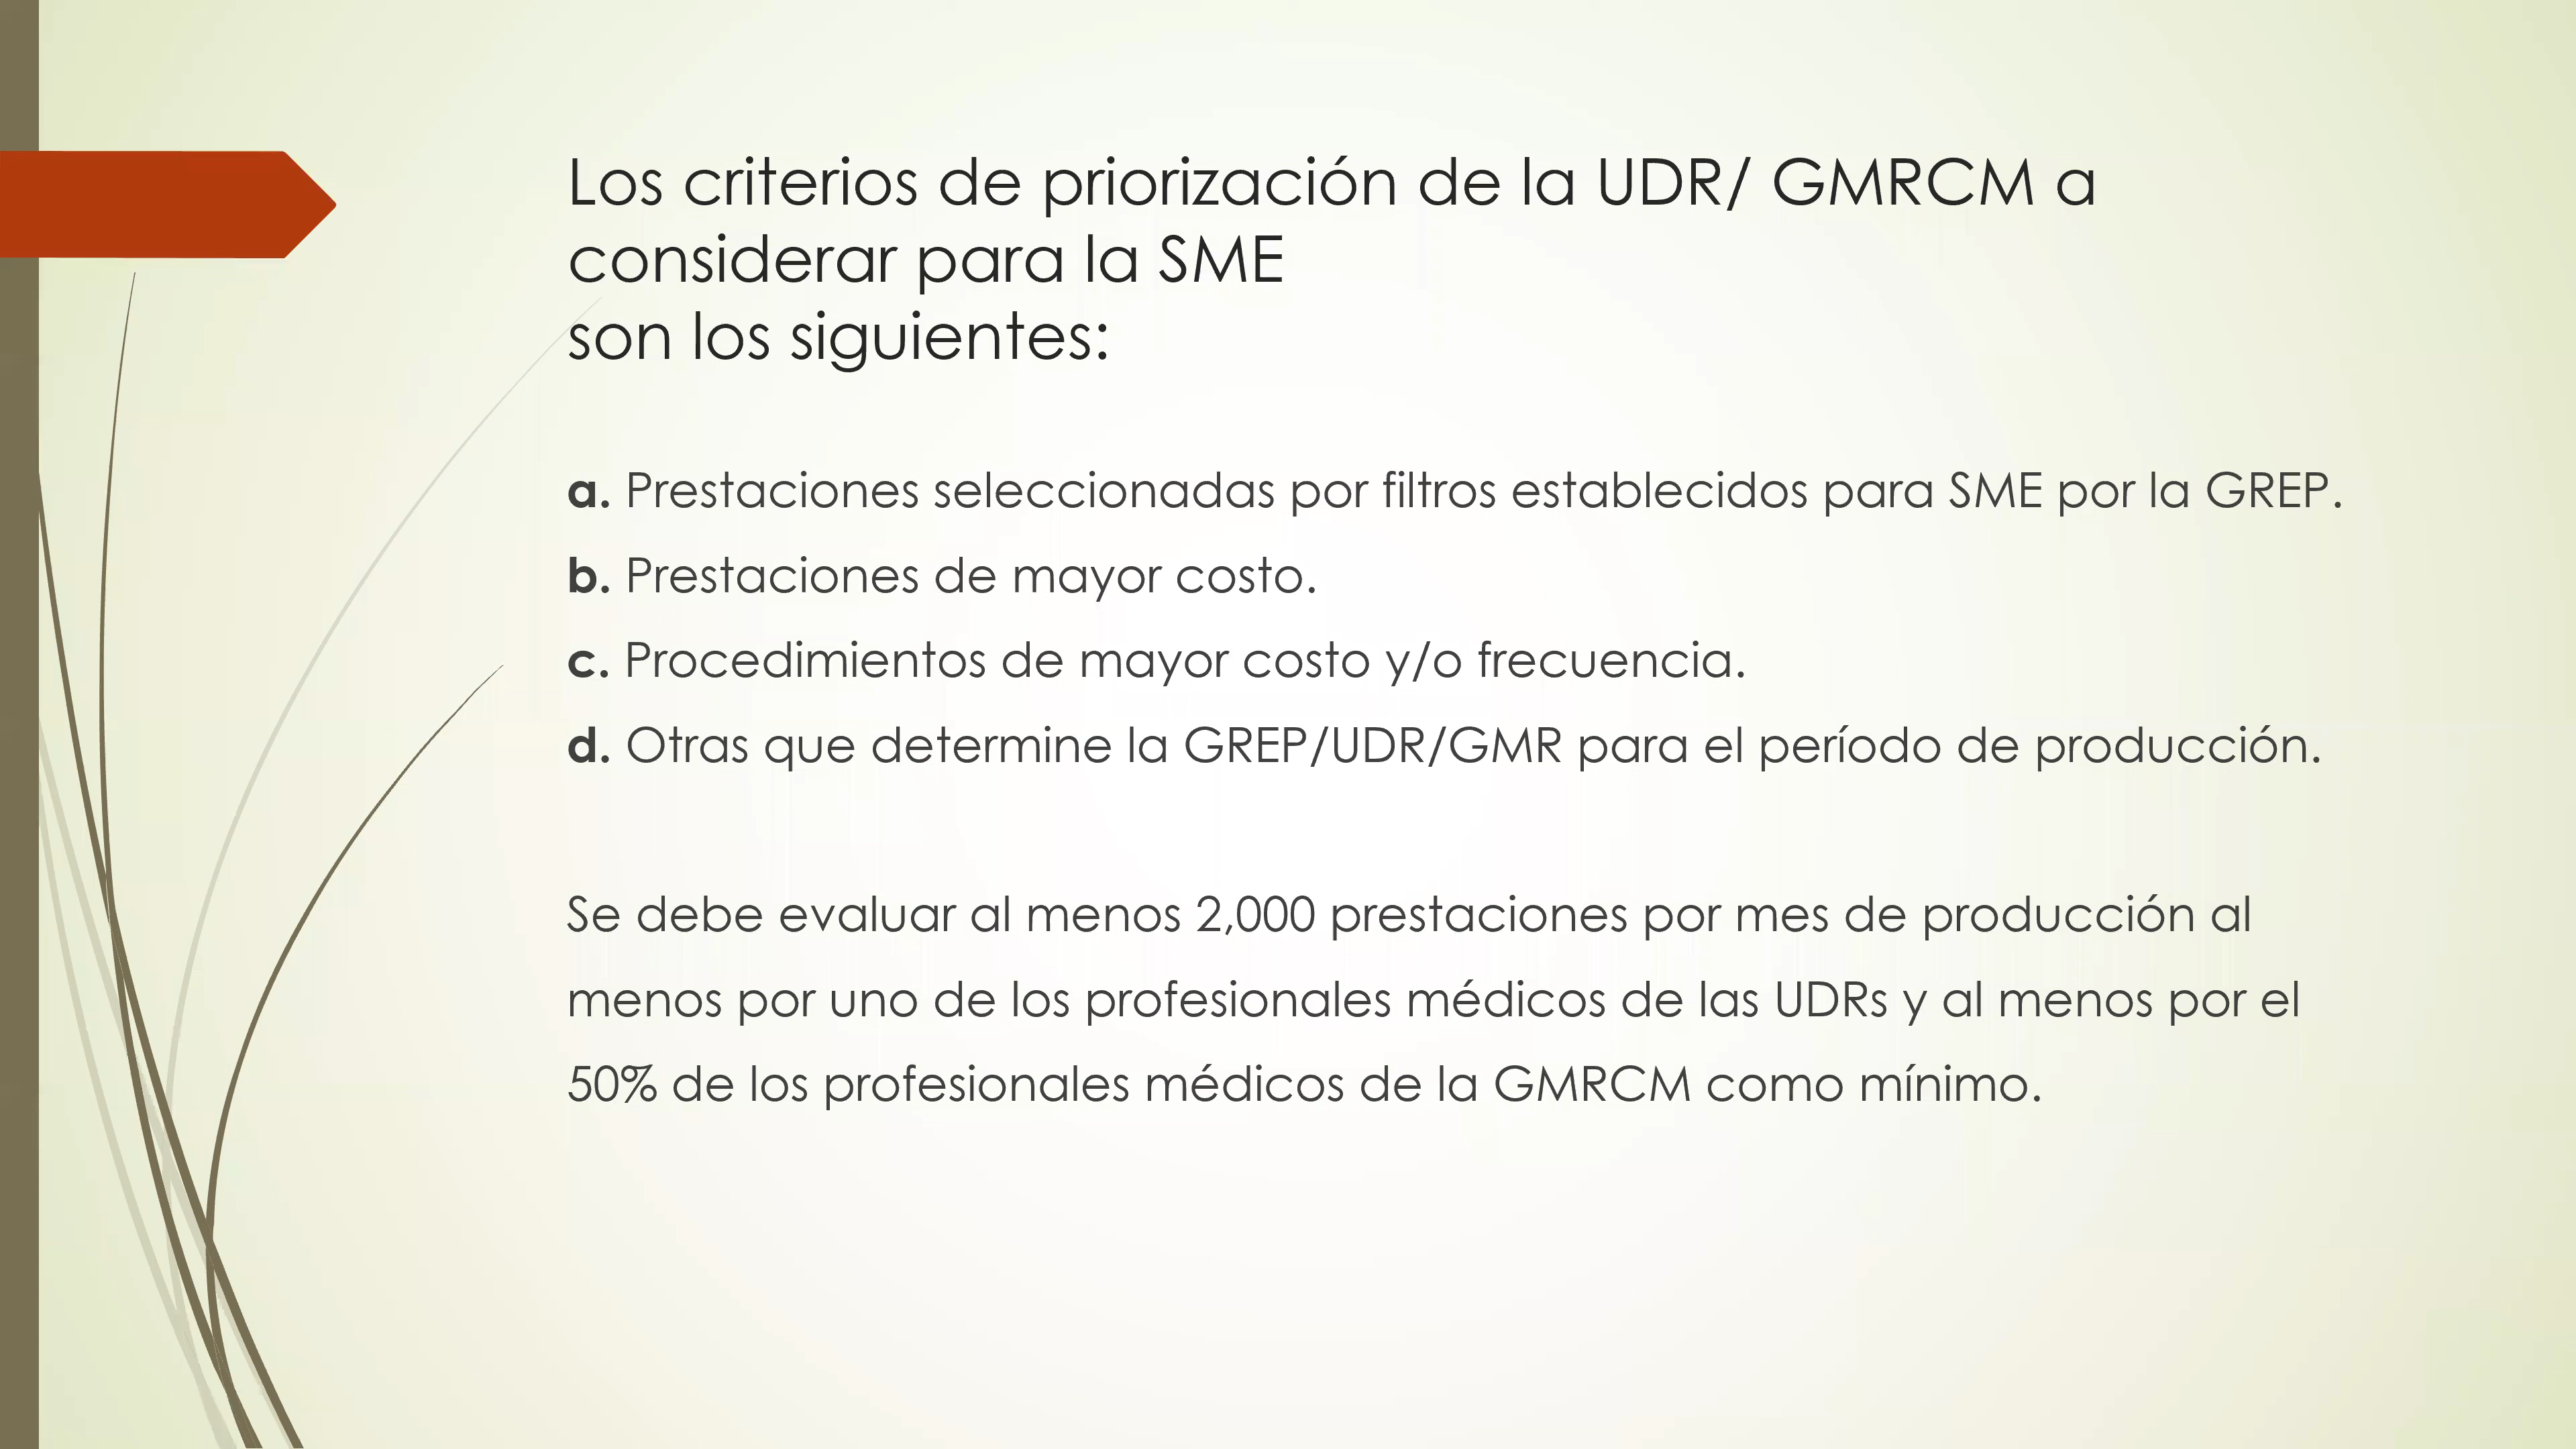 Los criterios de priorización de la UDR/ GMRCM a
considerar para la SME
son los siguientes:
a. Prestaciones seleccionadas por filtros establecidos para SME por la GREP.
b. Prestaciones de mayor costo.
c. Procedimientos de mayor costo y/o frecuencia.
d. Otras que determine la GREP/UDR/GMR para el período de producción.
Se debe evaluar al menos 2,000 prestaciones por mes de producción al
menos por uno de los profesionales médicos de las UDRs y al menos por el
50% de los profesionales médicos de la GMRCM como mínimo.